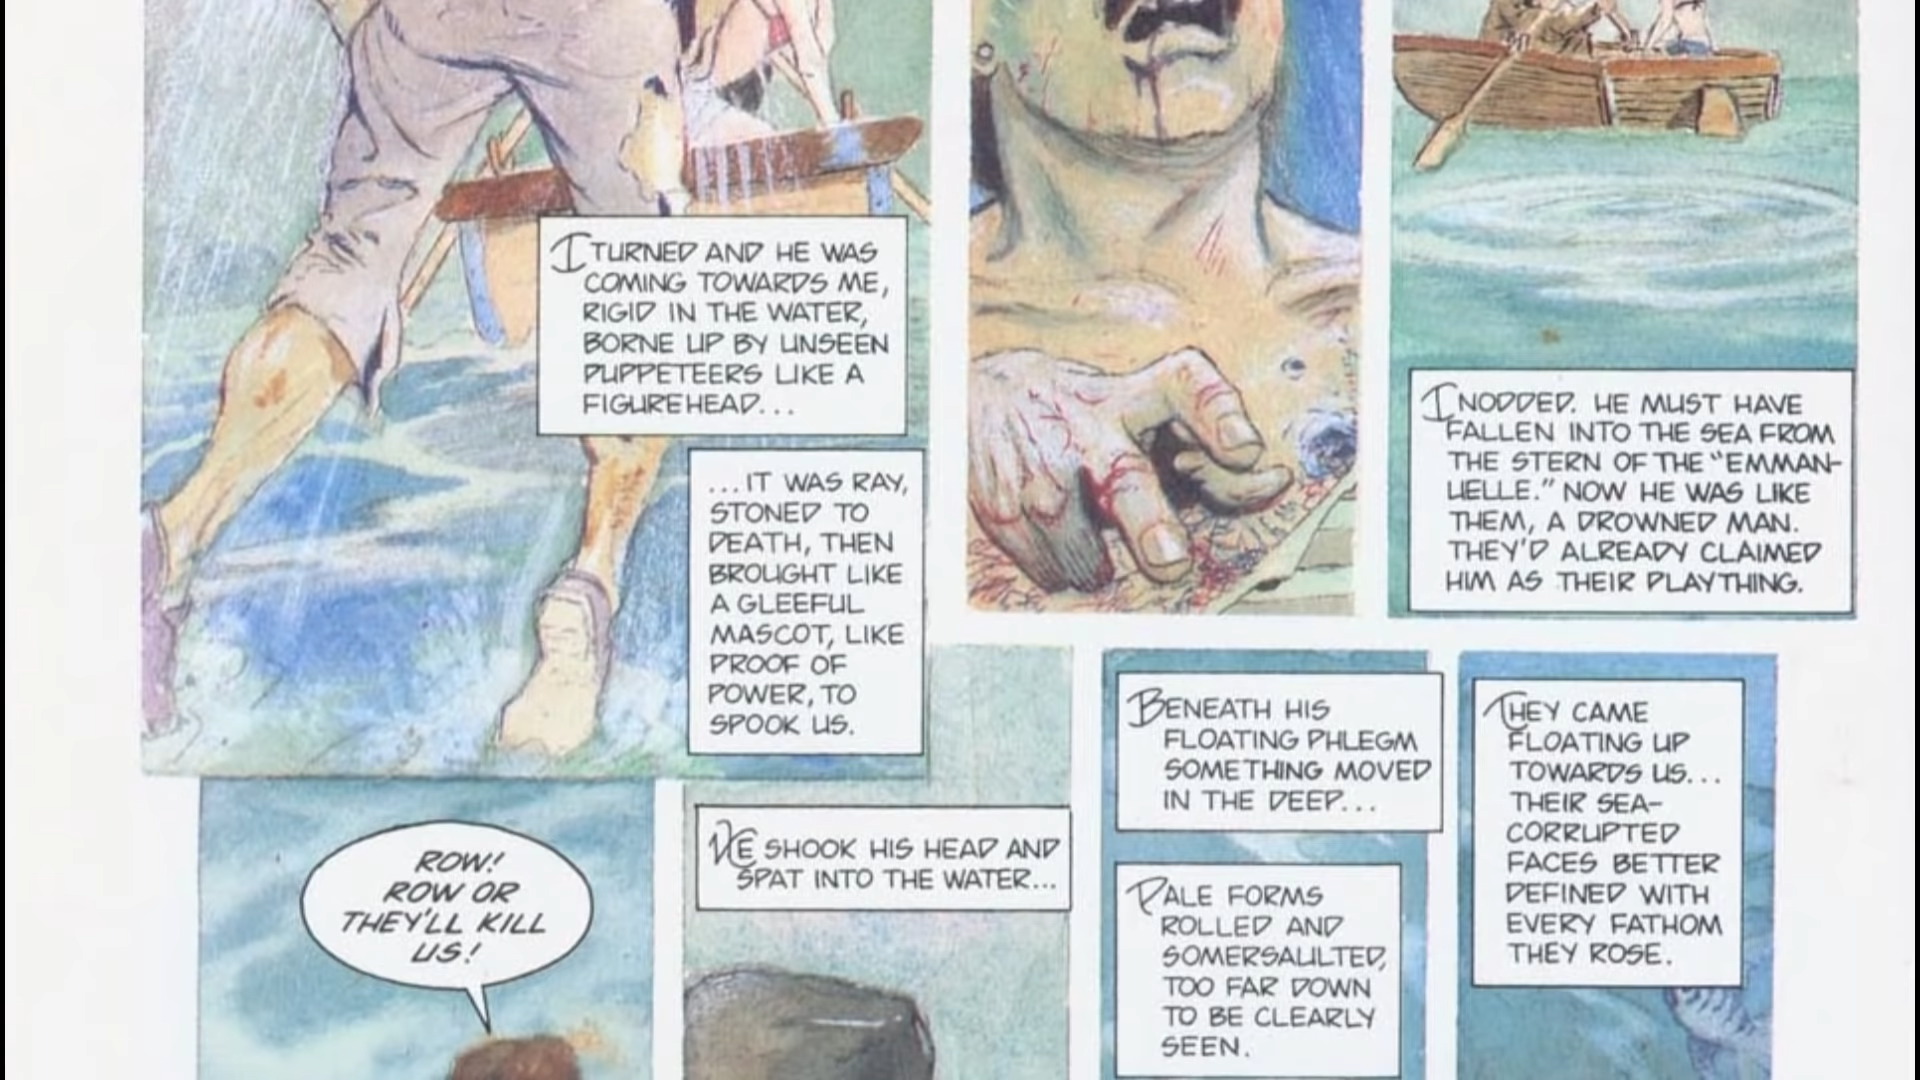 I TURNED AND HE WAS
COMING TOWARDS ME,
RIGID IN THE WATER,
BORNE UP BY UNSEEN
PUPPETEERS LIKE A
FIGUREHEAD...
...IT WAS RAY,
STONED TO
DEATH, THEN
BROUGHT LIKE
A GLEEFUL
MASCOT, LIKE
PROOF OF
POWER, TO
SPOOK US.
I NODDED. HE MUST HAVE
FALLEN INTO THE SEA FROM
THE STERN OF THE "EMMAN-
UELLE." NOW HE WAS LIKE
THEM, A DROWNED MAN.
THEY'D ALREADY CLAIMED
HIM AS THEIR PLAYTHING.
ROW!
ROW OR
THEY'LL KILL
US!
HE SHOOK HIS HEAD AND
SPAT INTO THE WATER...
BENEATH HIS
FLOATING PHLEGM
SOMETHING MOVED
IN THE DEEP...
PALE FORMS
ROLLED AND
SOMERSAULTED,
TOO FAR DOWN
TO BE CLEARLY
SEEN.
THEY CAME
FLOATING UP
TOWARDS US...
THEIR SEA-
CORRUPTED
FACES BETTER
DEFINED WITH
EVERY FATHOM
THEY ROSE.